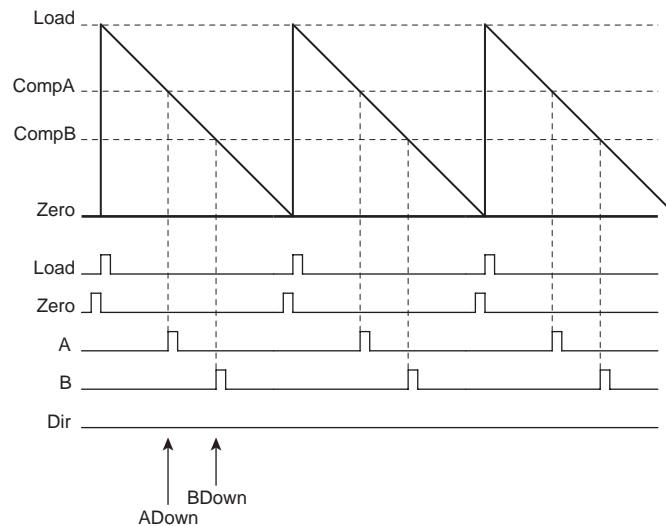 Load
CompA
CompB
Zero
Load
Zero
A
B
Dir
BDown
ADown